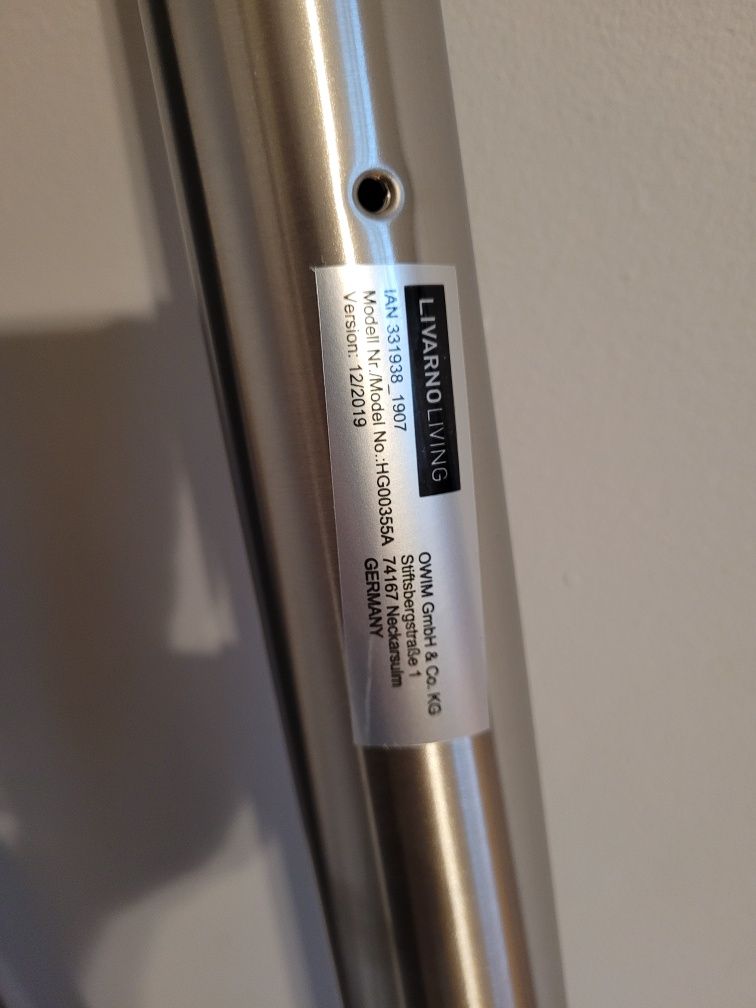 LIVARNO LIVING
IAN 331938_1907
Modell Nr./Model No.:HG00355A
Version: 12/2019
OWIM GmbH & Co. KG
Stiftsbergstraße 1
74167 Neckarsulm
GERMANY